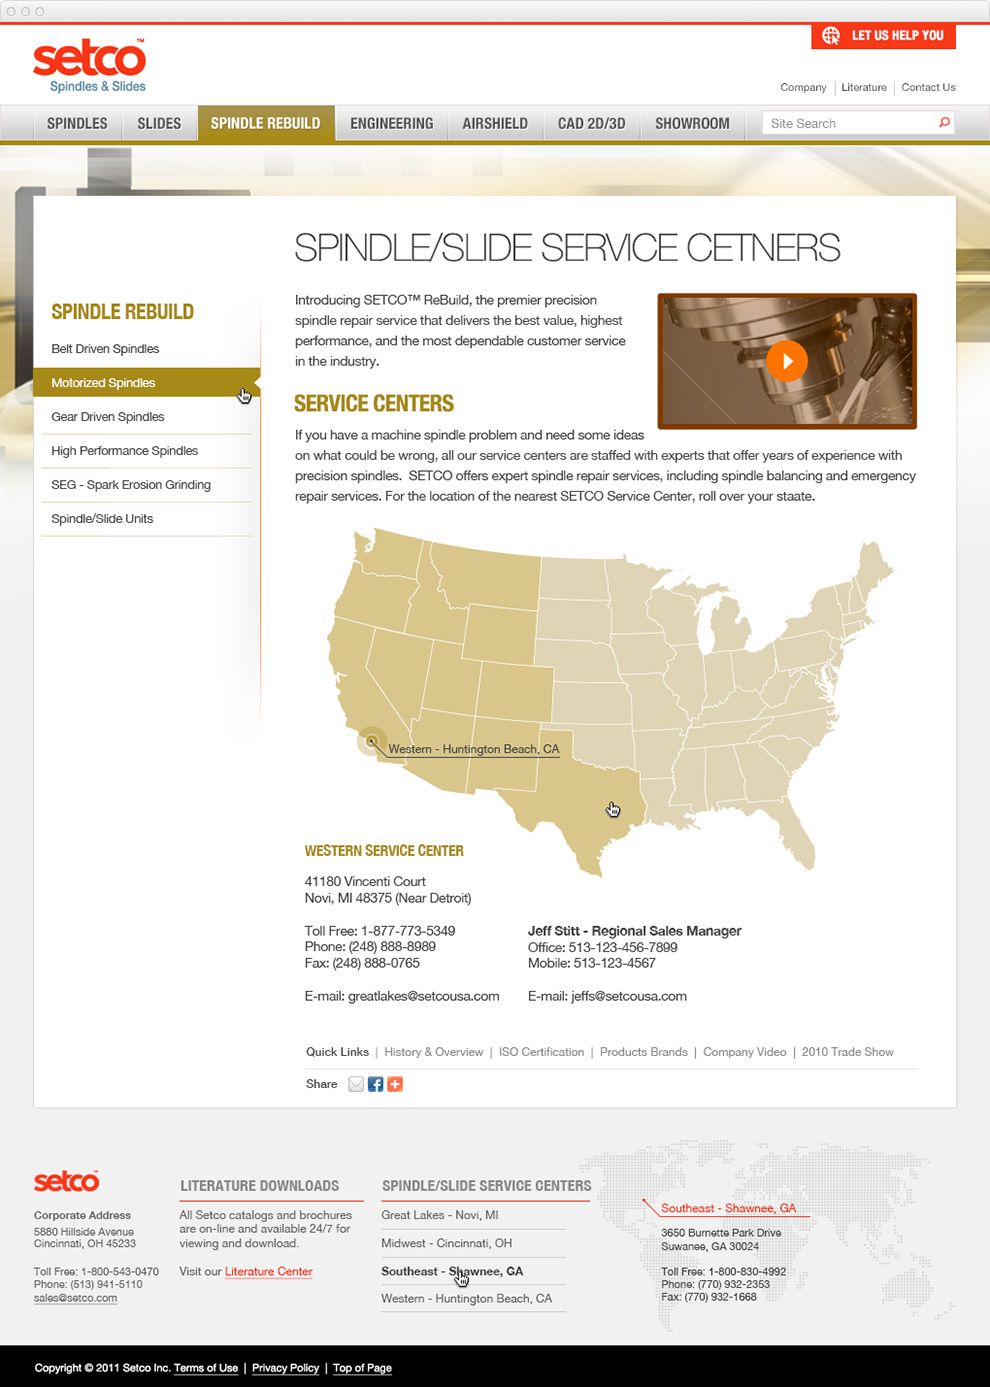 setco™
Spindles & Slides
LET US HELP YOU
Company
Literature
Contact Us
SPINDLES
SLIDES
SPINDLE REBUILD
ENGINEERING
AIRSHIELD
CAD 2D/3D
SHOWROOM
Site Search
SPINDLE/SLIDE SERVICE CETNERS
SPINDLE REBUILD
Belt Driven Spindles
Motorized Spindles
Gear Driven Spindles
High Performance Spindles
SEG - Spark Erosion Grinding
Spindle/Slide Units
Introducing SETCO™ ReBuild, the premier precision
spindle repair service that delivers the best value, highest
performance, and the most dependable customer service
in the industry.
SERVICE CENTERS
If you have a machine spindle problem and need some ideas
on what could be wrong, all our service centers are staffed with experts that offer years of experience with
precision spindles. SETCO offers expert spindle repair services, including spindle balancing and emergency
repair services. For the location of the nearest SETCO Service Center, roll over your staate.
Western - Huntington Beach, CA
WESTERN SERVICE CENTER
41180 Vincenti Court
Novi, MI 48375 (Near Detroit)
Toll Free: 1-877-773-5349
Phone: (248) 888-8989
Fax: (248) 888-0765
E-mail: greatlakes@setcousa.com
Jeff Stitt - Regional Sales Manager
Office: 513-123-456-7899
Mobile: 513-123-4567
E-mail: jeffs@setcousa.com
Quick Links | History & Overview | ISO Certification | Products Brands | Company Video | 2010 Trade Show
Share
setco™
Corporate Address
5880 Hillside Avenue
Cincinnati, OH 45233
Toll Free: 1-800-543-0470
Phone: (513) 941-5110
sales@setco.com
LITERATURE DOWNLOADS
All Setco catalogs and brochures
are on-line and available 24/7 for
viewing and download.
Visit our Literature Center
SPINDLE/SLIDE SERVICE CENTERS
Great Lakes - Novi, MI
Midwest - Cincinnati, OH
Southeast - Shawnee, GA
Western - Huntington Beach, CA
Southeast - Shawnee, GA
3650 Burnette Park Drive
Suwanee, GA 30024
Toll Free: 1-800-830-4992
Phone: (770) 932-2353
Fax: (770) 932-1668
Copyright © 2011 Setco Inc. Terms of Use | Privacy Policy | Top of Page